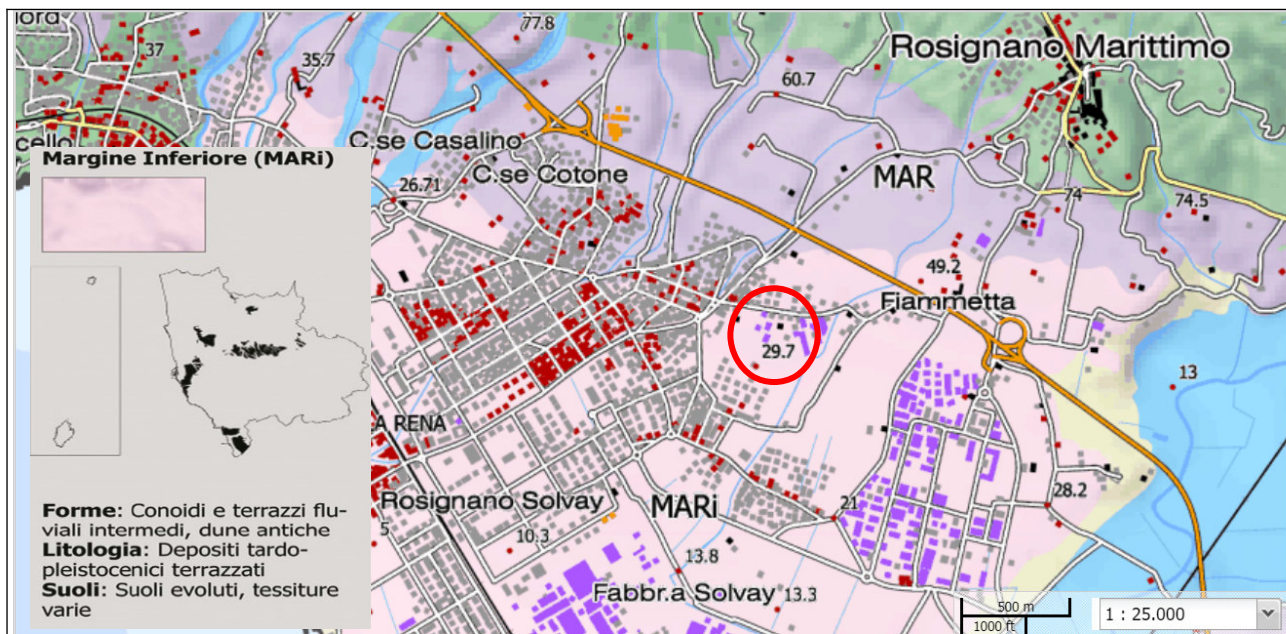 77.8
37
35.7
Rosignano Marittimo
60.7
cello
C.se Casalino
C.se Cotone
MAR
26.71
74
74.5
49.2
Fiammetta
29.7
13
A RENA
Rosignano Solvay
MARi
21
28.2
5
10.3
13.8
Fabbr.a Solvay
13.3
Margine Inferiore (MARi)
Forme: Conoidi e terrazzi flu-
viali intermedi, dune antiche
Litologia: Depositi tardo-
pleistocenici terrazzati
Suoli: Suoli evoluti, tessiture
varie
500 m
1000 ft
1 : 25.000